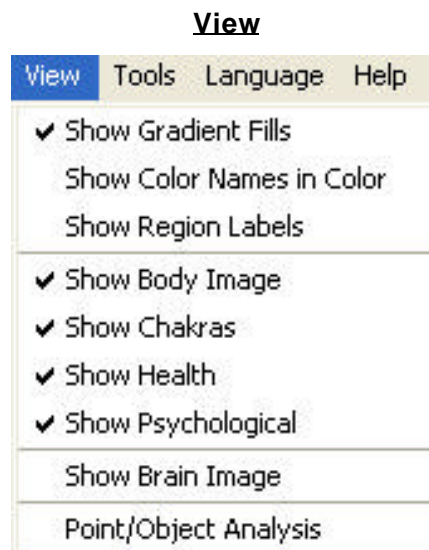 View
View Tools Language Help
✔ Show Gradient Fills
Show Color Names in Color
Show Region Labels
✔ Show Body Image
✔ Show Chakras
✔ Show Health
✔ Show Psychological
Show Brain Image
Point/Object Analysis